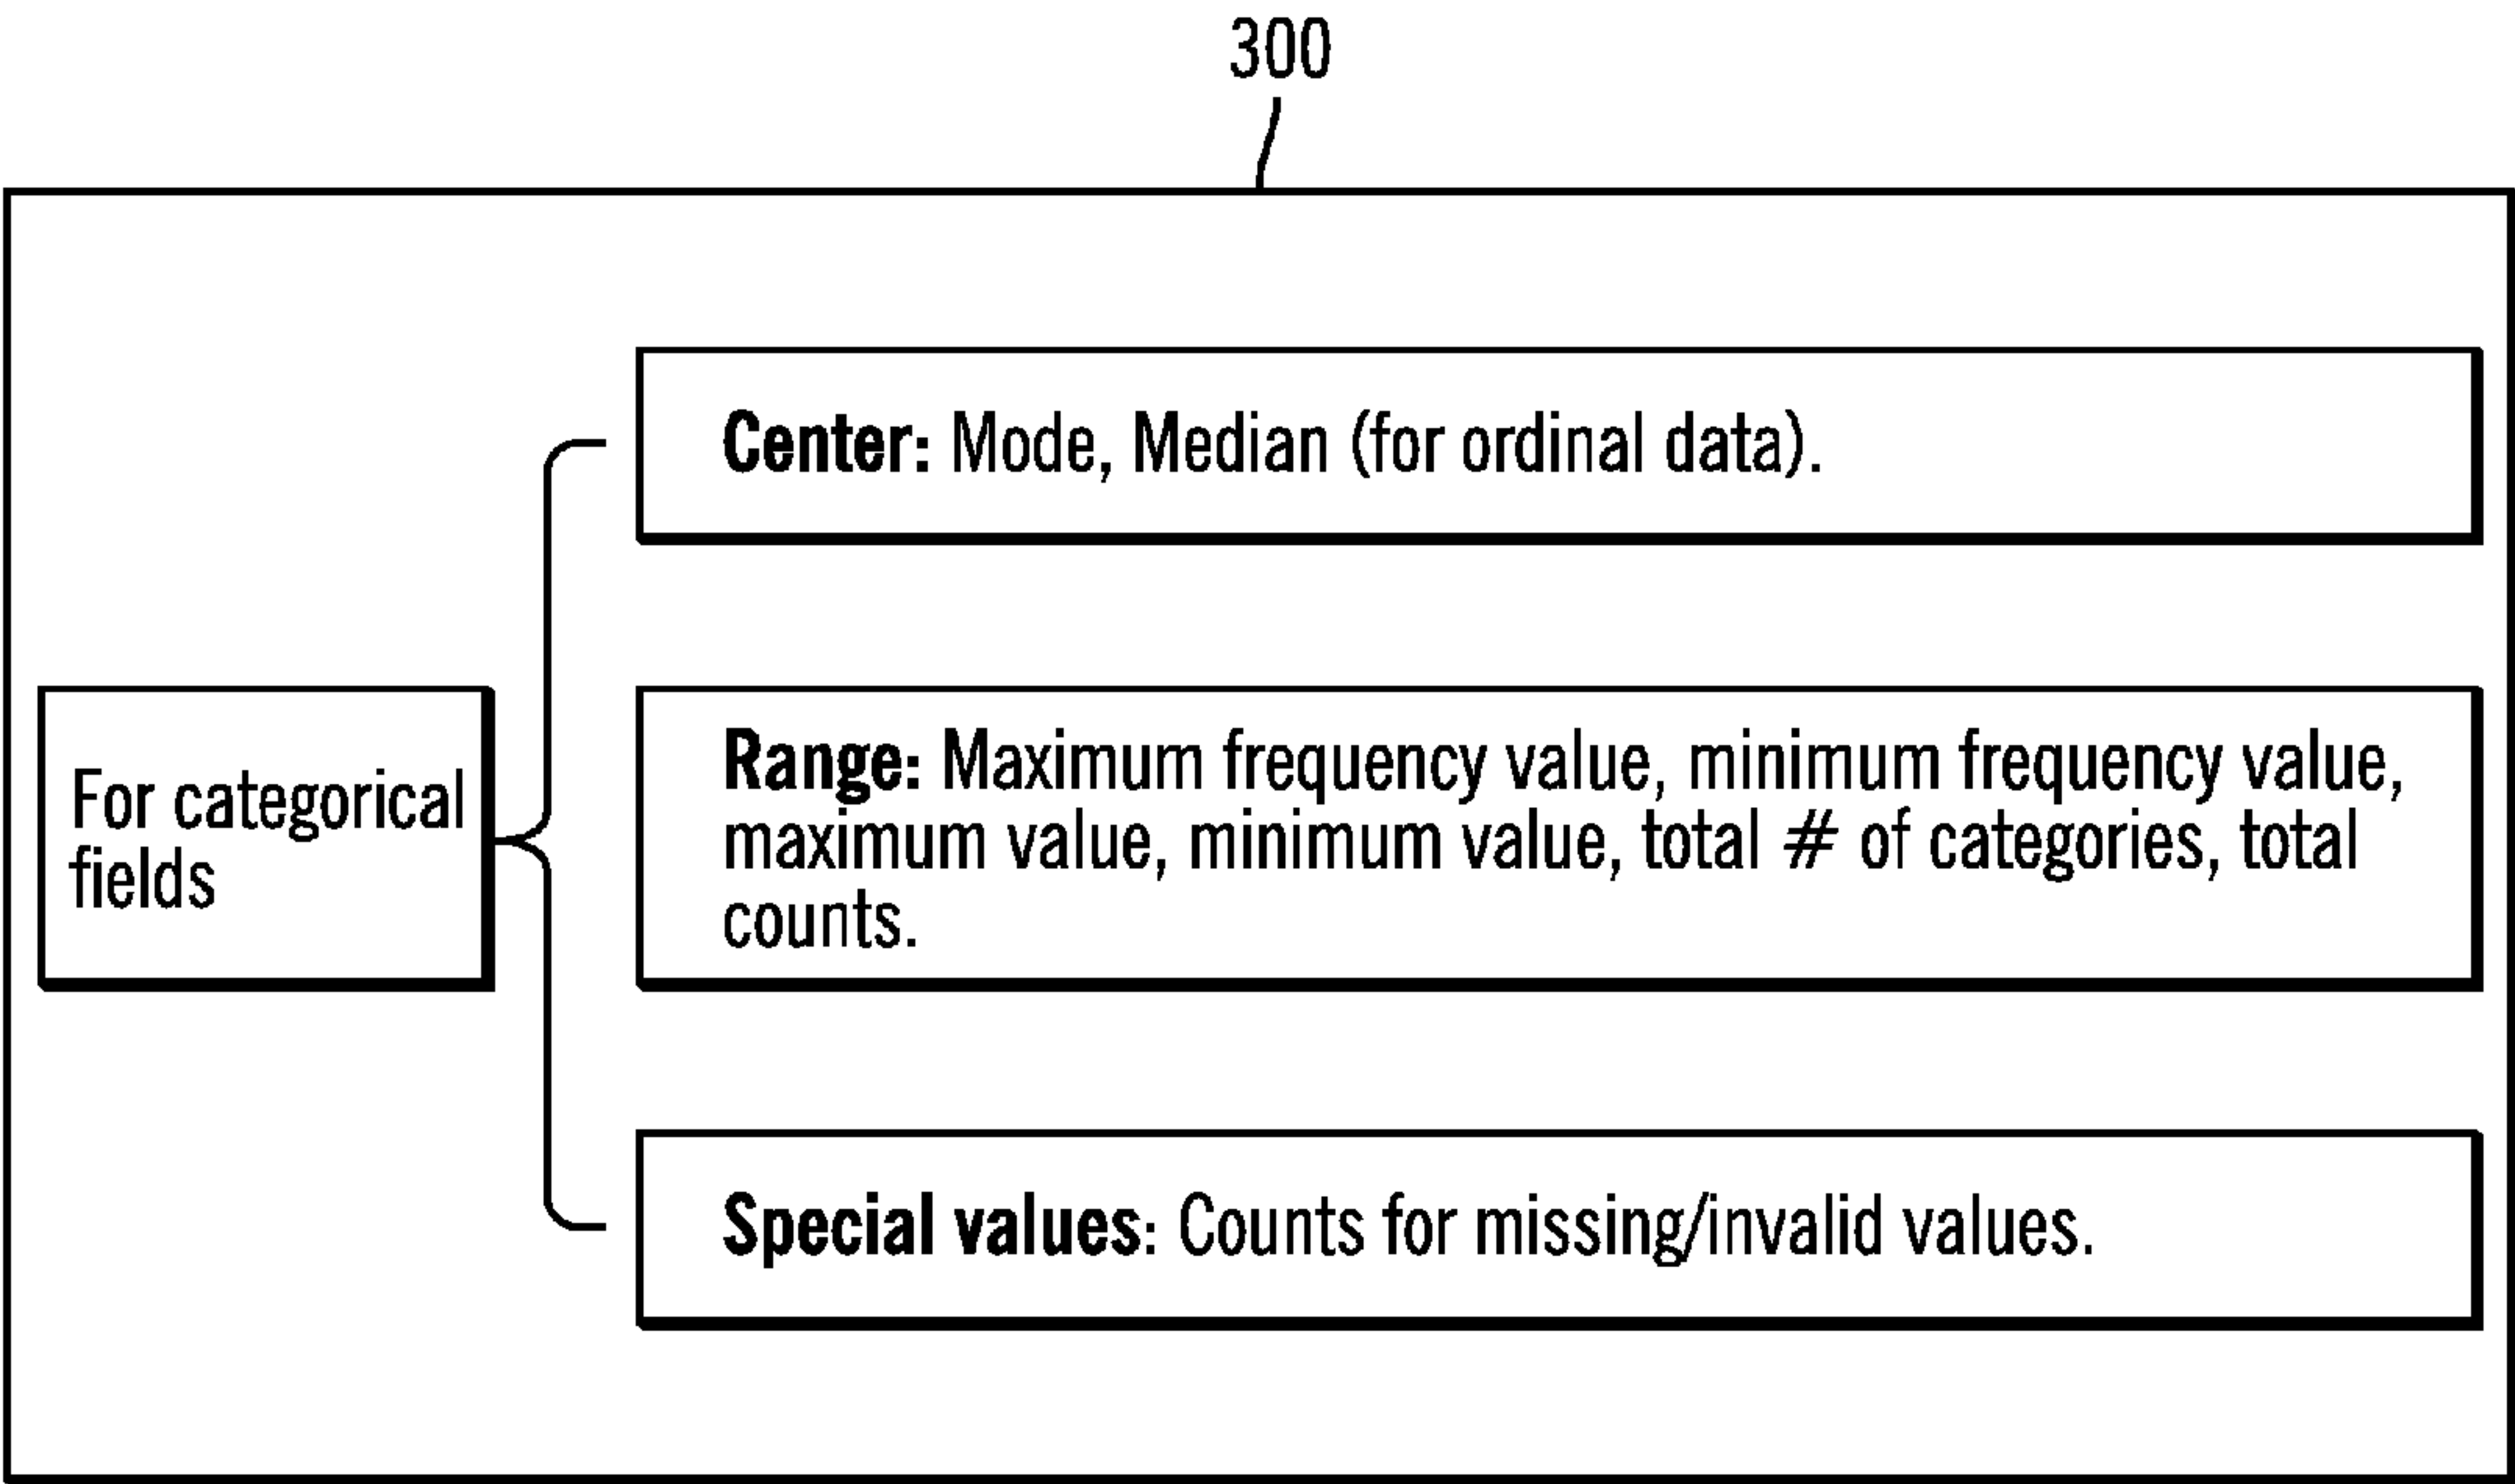 300
Center: Mode, Median (for ordinal data).
For categorical
fields
Range: Maximum frequency value, minimum frequency value,
maximum value, minimum value, total # of categories, total
counts.
Special values: Counts for missing/invalid values.